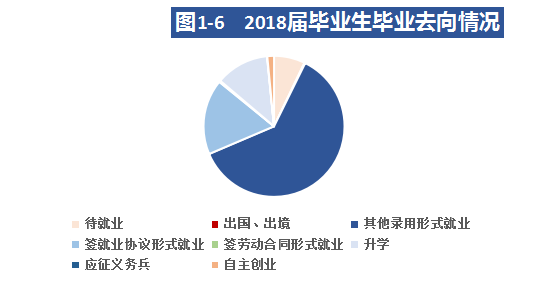 图1-6 2018届毕业生毕业去向情况
待就业 出国、出境 其他录用形式就业
签就业协议形式就业 签劳动合同形式就业 升学
应征义务兵 自主创业